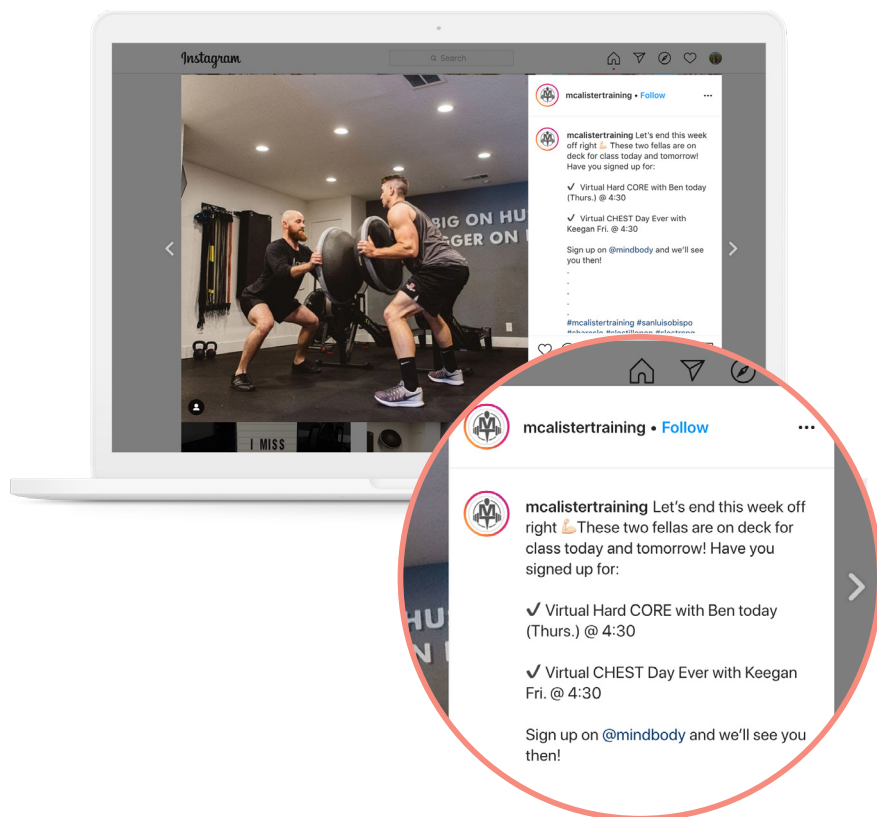 Instagram
Search
mcalistertraining • Follow
...
mcalistertraining Let's end this week
off right 💪🏻 These two fellas are on
deck for class today and tomorrow!
Have you signed up for:
✔ Virtual Hard CORE with Ben today
(Thurs.) @ 4:30
✔ Virtual CHEST Day Ever with
Keegan Fri. @ 4:30
Sign up on @mindbody and we'll see
you then!
.
.
.
.
.
#mcalistertraining #sanluisobispo
BIG ON HU
GGER ON
I MISS
mcalistertraining • Follow
...
mcalistertraining Let's end this week off
right 💪🏻These two fellas are on deck for
class today and tomorrow! Have you
signed up for:
✔ Virtual Hard CORE with Ben today
(Thurs.) @ 4:30
✔ Virtual CHEST Day Ever with Keegan
Fri. @ 4:30
Sign up on @mindbody and we'll see you
then!
HUS
N